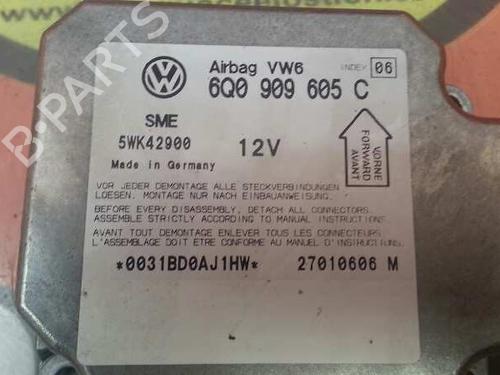 B-PARTS
Airbag VW6
INDEX 06
6Q0 909 605 C
SME
5WK42900
12V
Made in Germany
VORNE
FORWARD
AVANT
VOR JEDER DEMONTAGE ALLE STECKVERBINDUNGEN
LOESEN. MONTAGE NUR NACH EINBAUANWEISUNG.
BEFORE EVERY DISASSEMBLY, DETACH ALL CONNECTORS.
ASSEMBLE STRICTLY ACCORDING TO MANUAL INSTRUCTIONS.
AVANT TOUT DEMONTAGE ENLEVER TOUS LES CONNECTEURS.
L'ASSEMBLAGE DOIT ETRE CONFORME AU MANUEL D'INSTRUCTIONS.
*0031BD0AJ1HW*
27010606 M